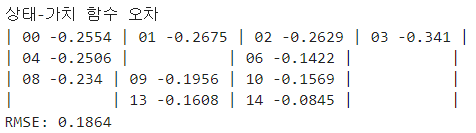 상태-가치 함수 오차
| 00 -0.2554 | 01 -0.2675 | 02 -0.2629 | 03 -0.341 |
| 04 -0.2506 | | 06 -0.1422 | |
| 08 -0.234 | 09 -0.1956 | 10 -0.1569 | |
| | 13 -0.1608 | 14 -0.0845 | |
RMSE: 0.1864